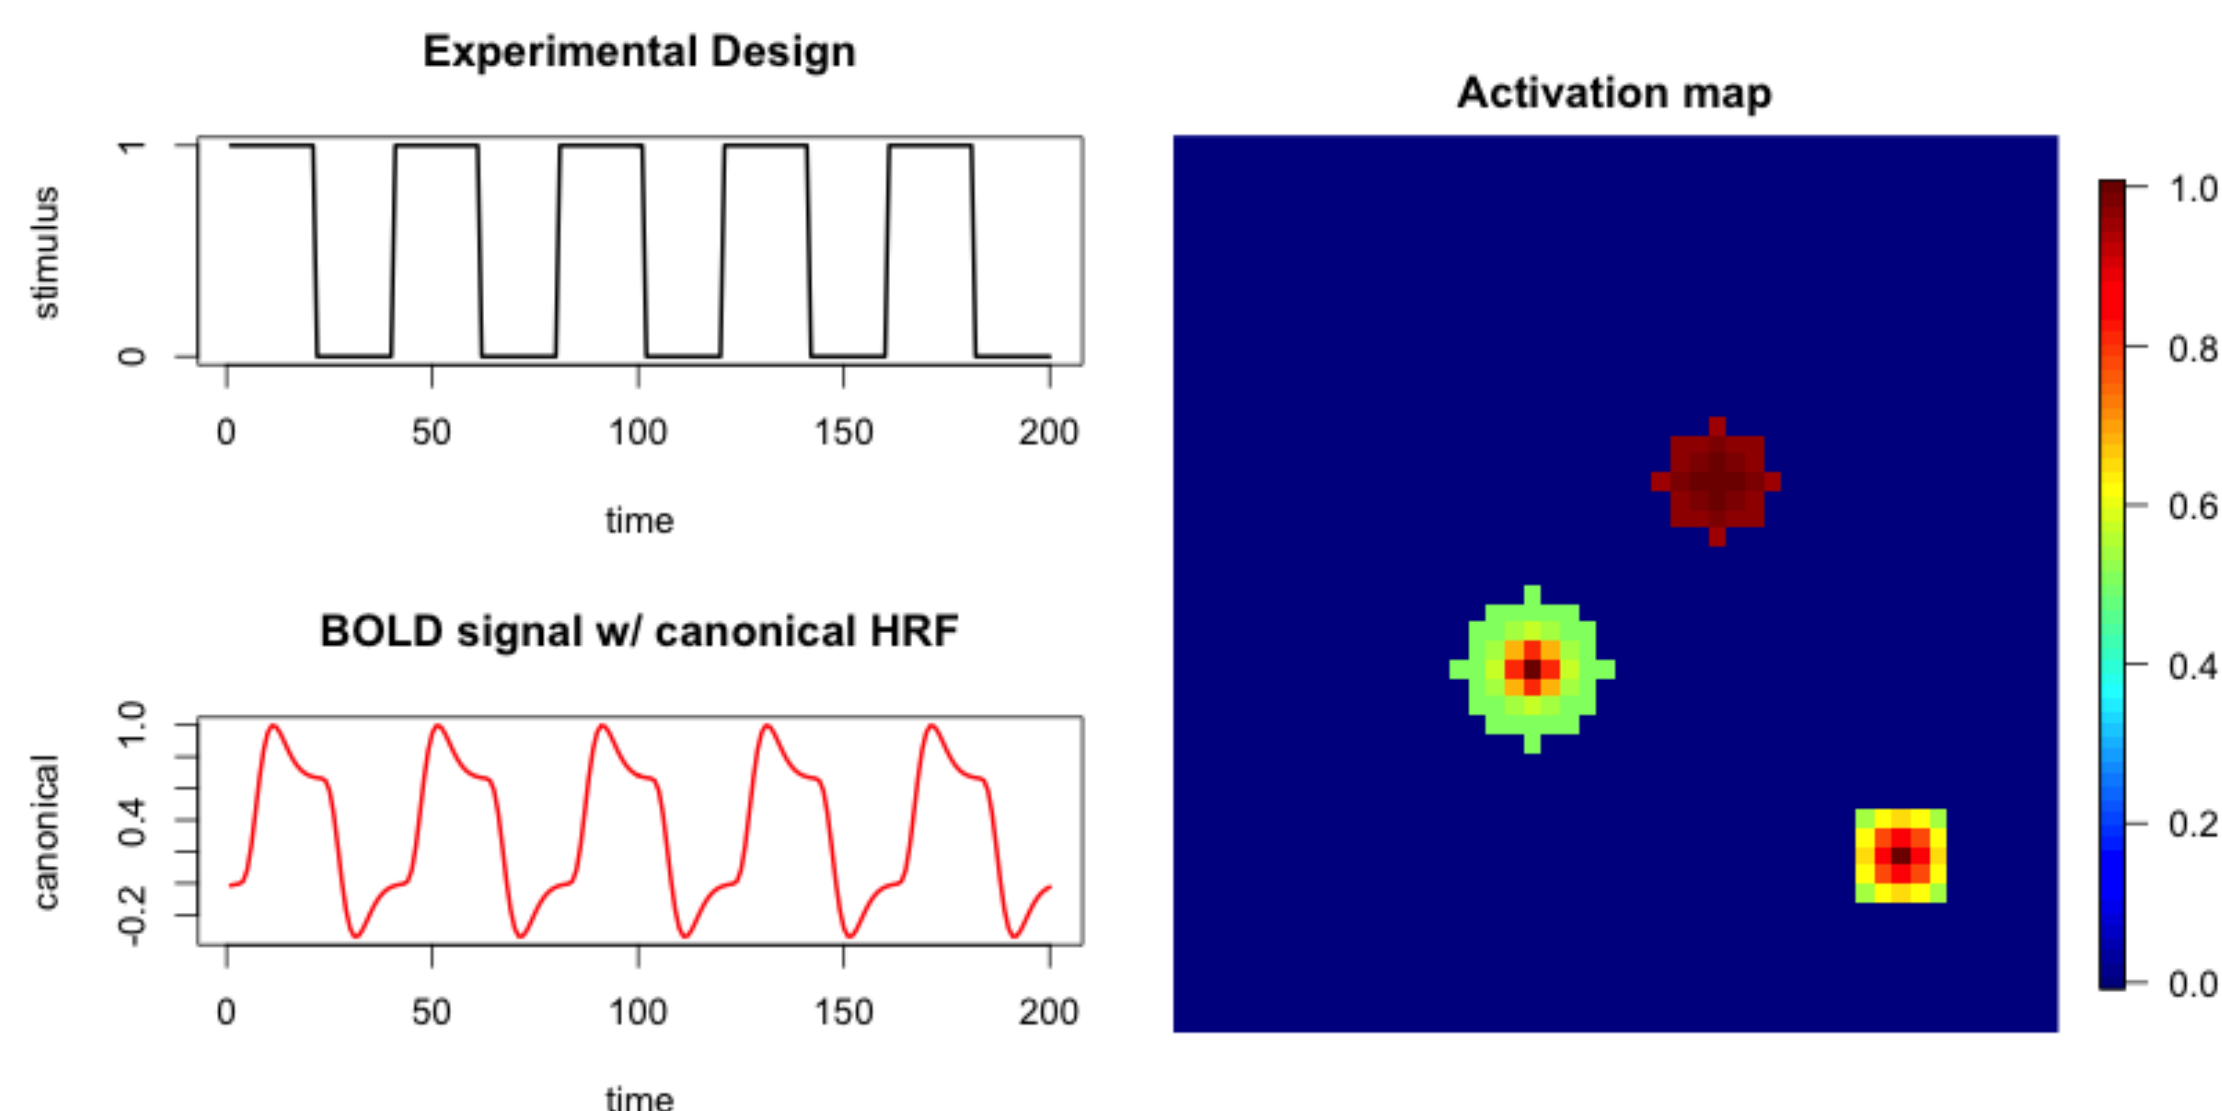 Experimental Design
stimulus
1
0
0 50 100 150 200
time
BOLD signal w/ canonical HRF
canonical
1.0
0.4
-0.2
0 50 100 150 200
time
Activation map
1.0
0.8
0.6
0.4
0.2
0.0